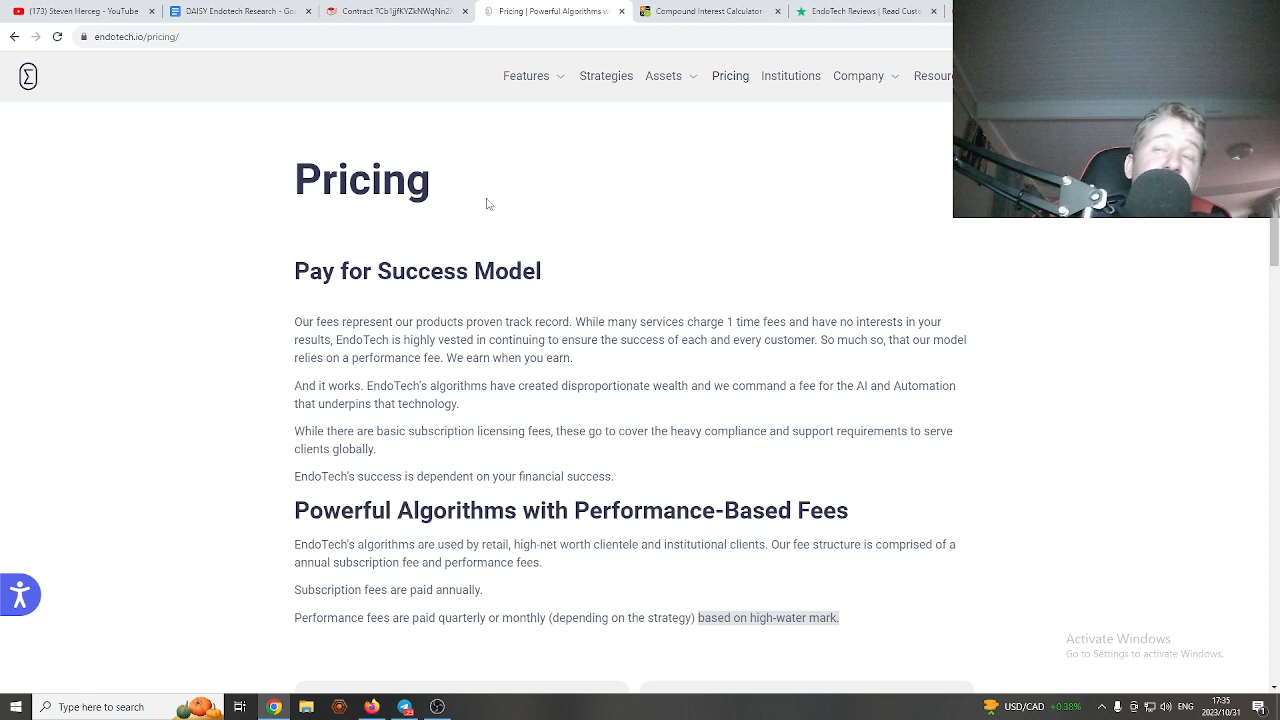 (173) Steven Herceg - YouTube
DAISY Endotech Research - Goo
Contract TCb1jjfKYZkNWqNn2X
Pricing | Powerful Algorithms w
Compound Interest Calculator
EndoTech Reviews | Read Custo
endotech.io/pricing/
Features
Strategies
Assets
Pricing
Institutions
Company
Resour
Pricing
Pay for Success Model
Our fees represent our products proven track record. While many services charge 1 time fees and have no interests in your
results, EndoTech is highly vested in continuing to ensure the success of each and every customer. So much so, that our model
relies on a performance fee. We earn when you earn.
And it works. EndoTech's algorithms have created disproportionate wealth and we command a fee for the AI and Automation
that underpins that technology.
While there are basic subscription licensing fees, these go to cover the heavy compliance and support requirements to serve
clients globally.
EndoTech's success is dependent on your financial success.
Powerful Algorithms with Performance-Based Fees
EndoTech's algorithms are used by retail, high-net worth clientele and institutional clients. Our fee structure is comprised of a
annual subscription fee and performance fees.
Subscription fees are paid annually.
Performance fees are paid quarterly or monthly (depending on the strategy) based on high-water mark.
Activate Windows
Go to Settings to activate Windows.
Type here to search
USD/CAD +0.38%
ENG
17:35
2023/10/31